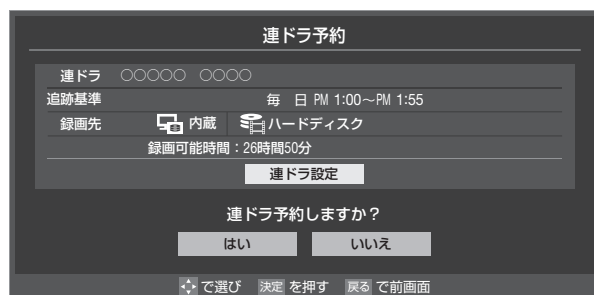 連ドラ予約
連ドラ ○○○○○ ○○○○
追跡基準 毎 日 PM 1:00～PM 1:55
録画先 内蔵 ハードディスク
録画可能時間：26時間50分
連ドラ設定
連ドラ予約しますか？
はい いいえ
で選び 決定 を押す 戻る で前画面